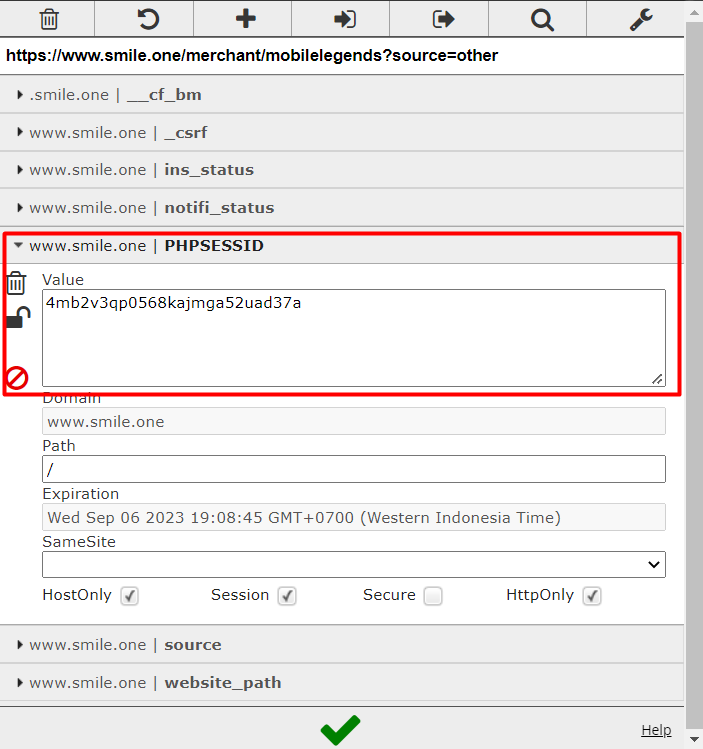 https://www.smile.one/merchant/mobilelegends?source=other
.smile.one | __cf_bm
www.smile.one | _csrf
www.smile.one | ins_status
www.smile.one | notifi_status
www.smile.one | PHPSESSID
Value
4mb2v3qp0568kajmga52uad37a
Domain
www.smile.one
Path
/
Expiration
Wed Sep 06 2023 19:08:45 GMT+0700 (Western Indonesia Time)
SameSite
HostOnly Session Secure HttpOnly
www.smile.one | source
www.smile.one | website_path
Help